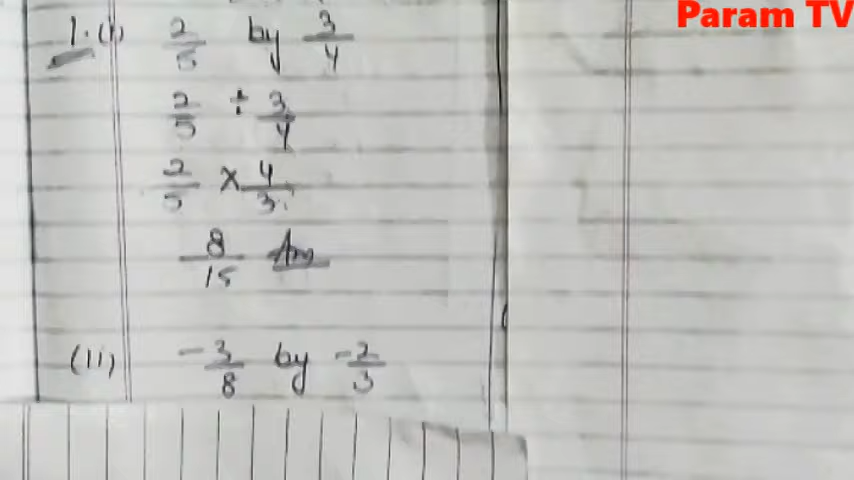 Param TV
1. (i) 2/5 by 3/4
2/5 ÷ 3/4
2/5 × 4/3
8/15 Ans
(ii) -3/8 by -2/3